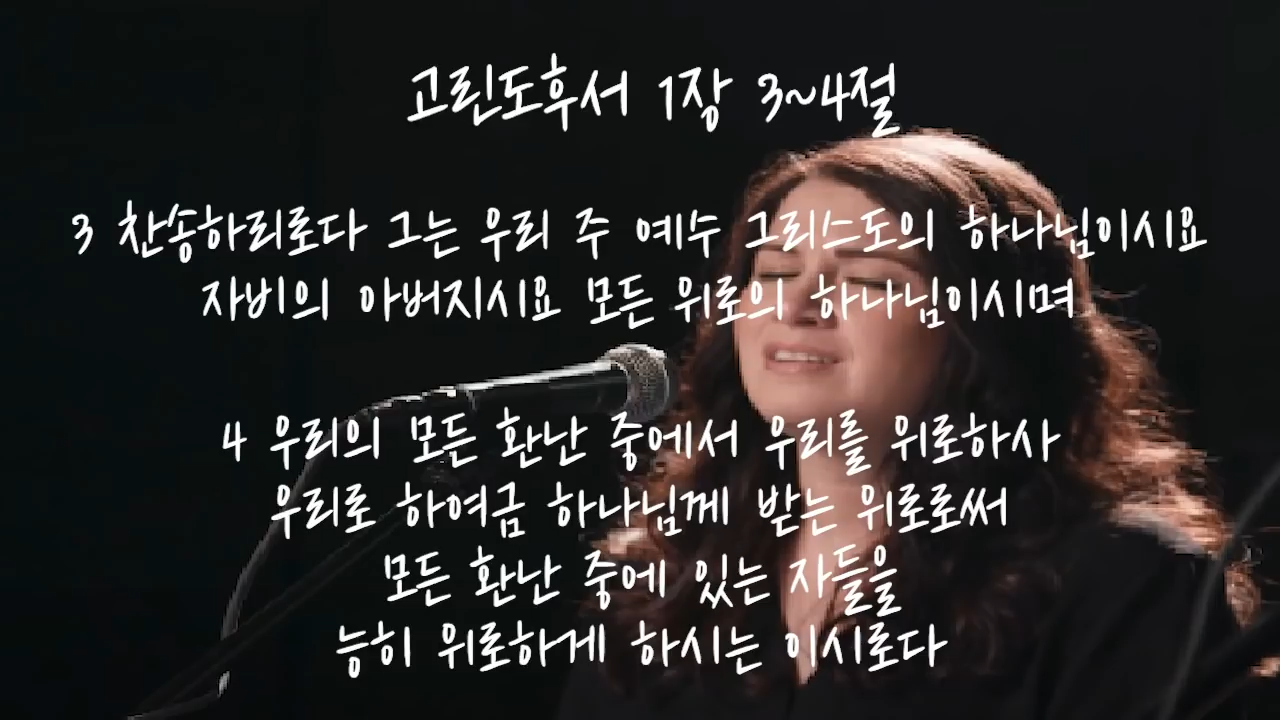 고린도후서 1장 3~4절
3 찬송하리로다 그는 우리 주 예수 그리스도의 하나님이시요
자비의 아버지시요 모든 위로의 하나님이시며
4 우리의 모든 환난 중에서 우리를 위로하사
우리로 하여금 하나님께 받는 위로로써
모든 환난 중에 있는 자들을
능히 위로하게 하시는 이시로다